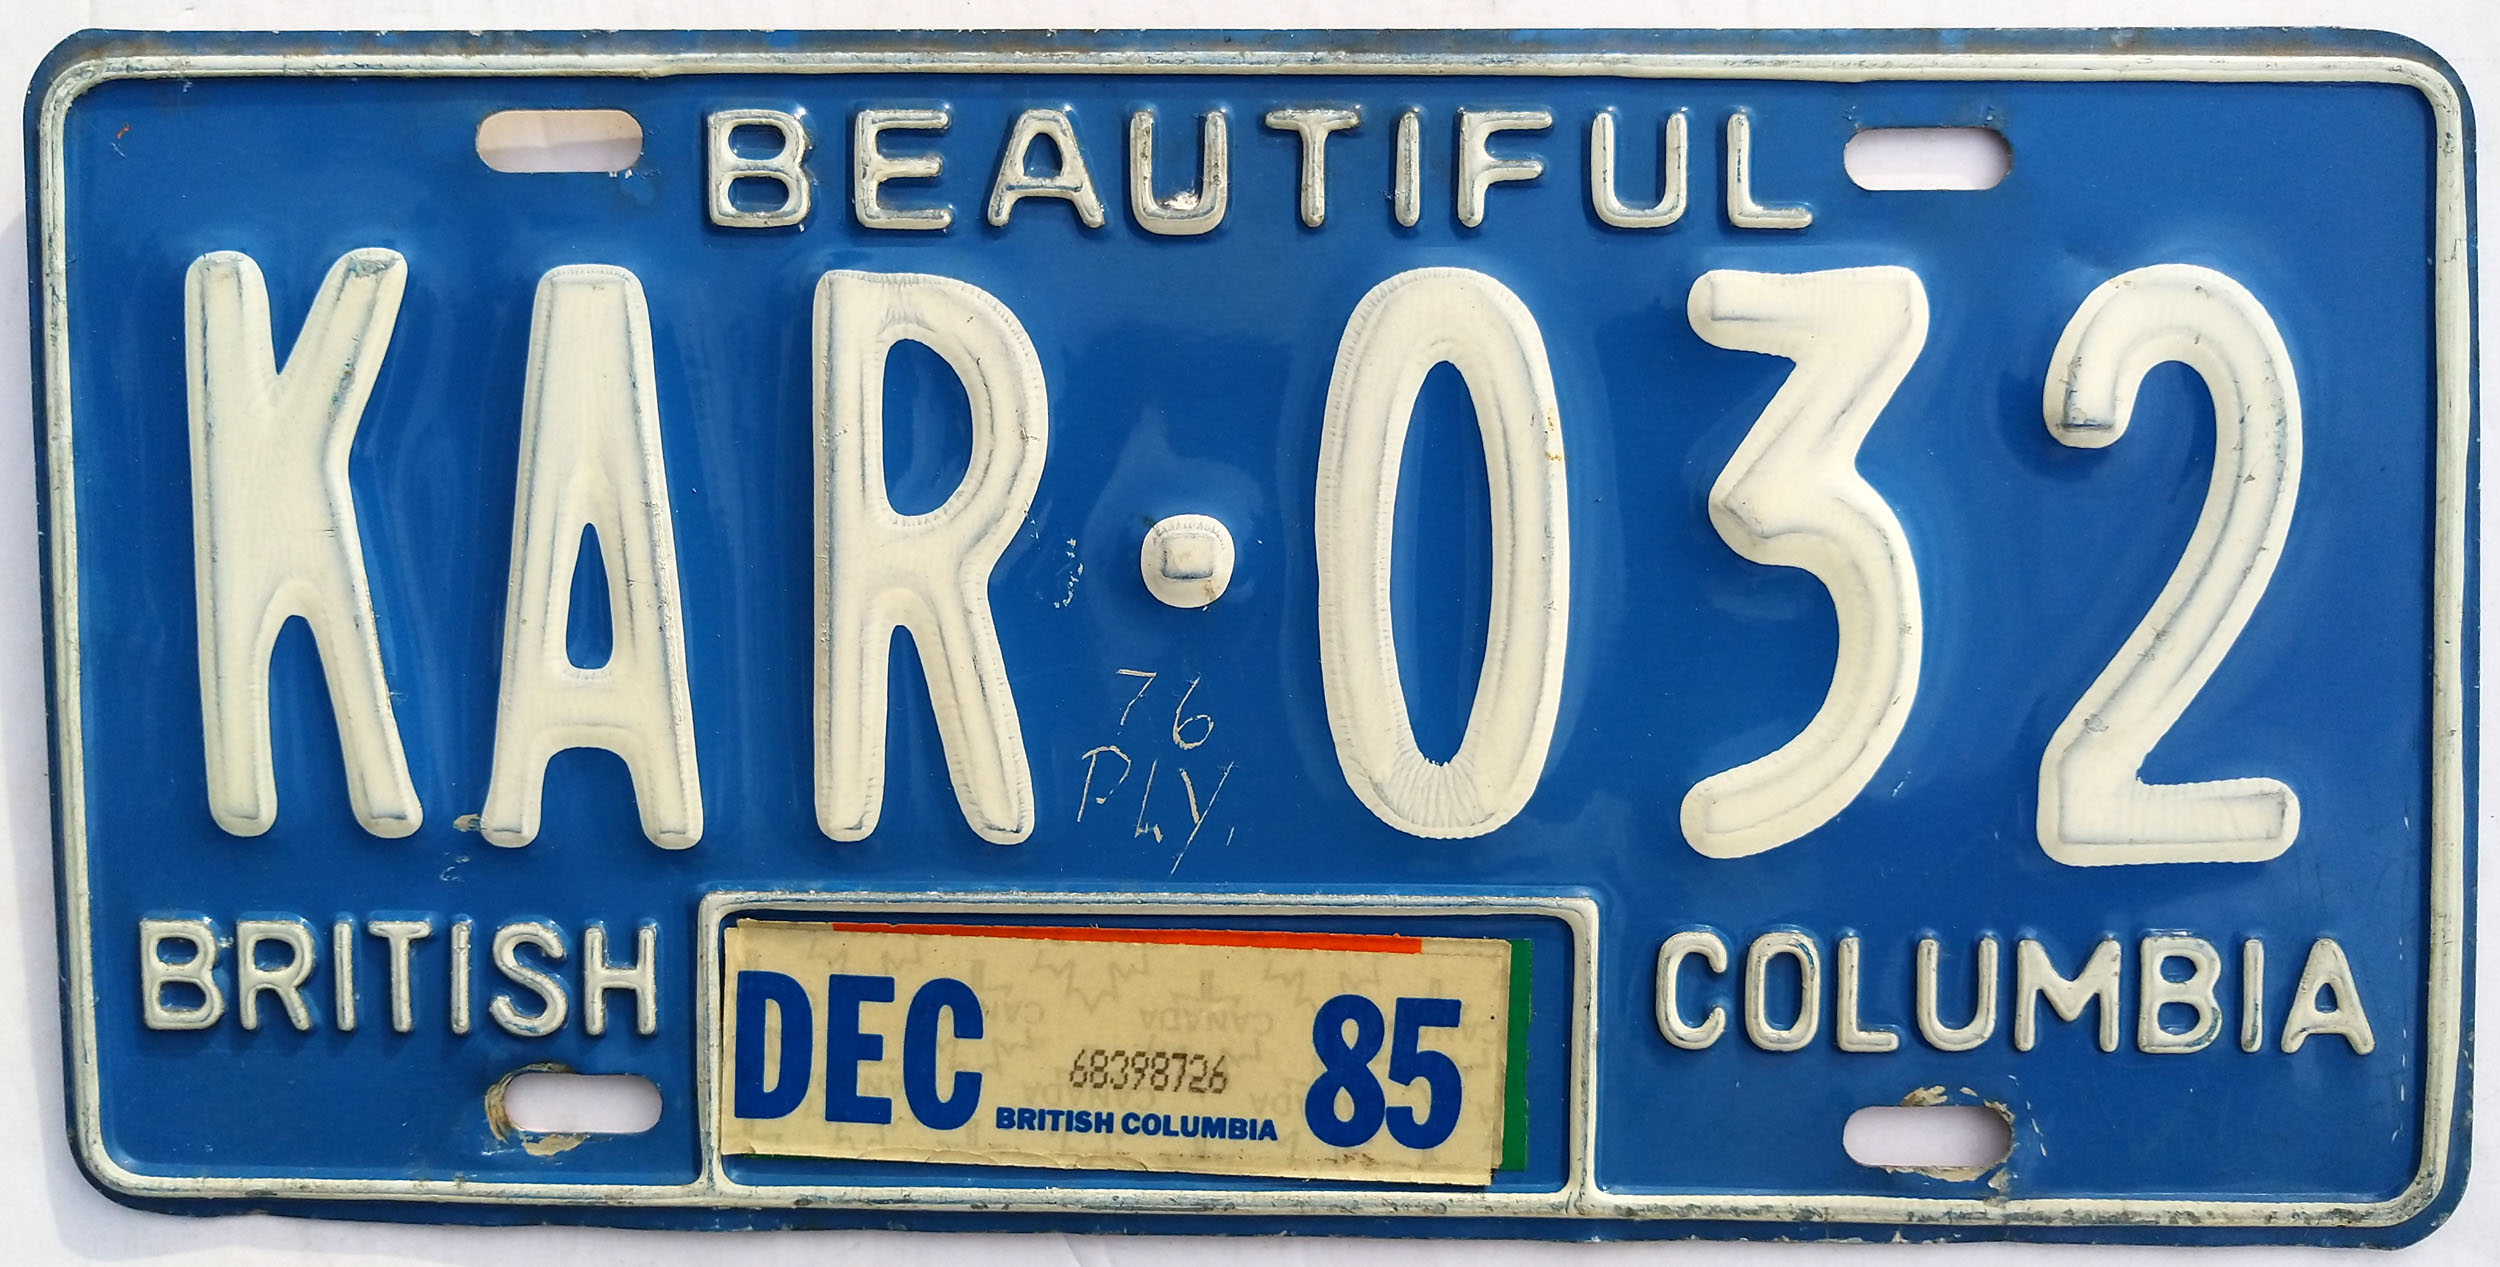 BEAUTIFUL
KAR·032
76
PLY.
BRITISH COLUMBIA
DEC 68398726 85
BRITISH COLUMBIA